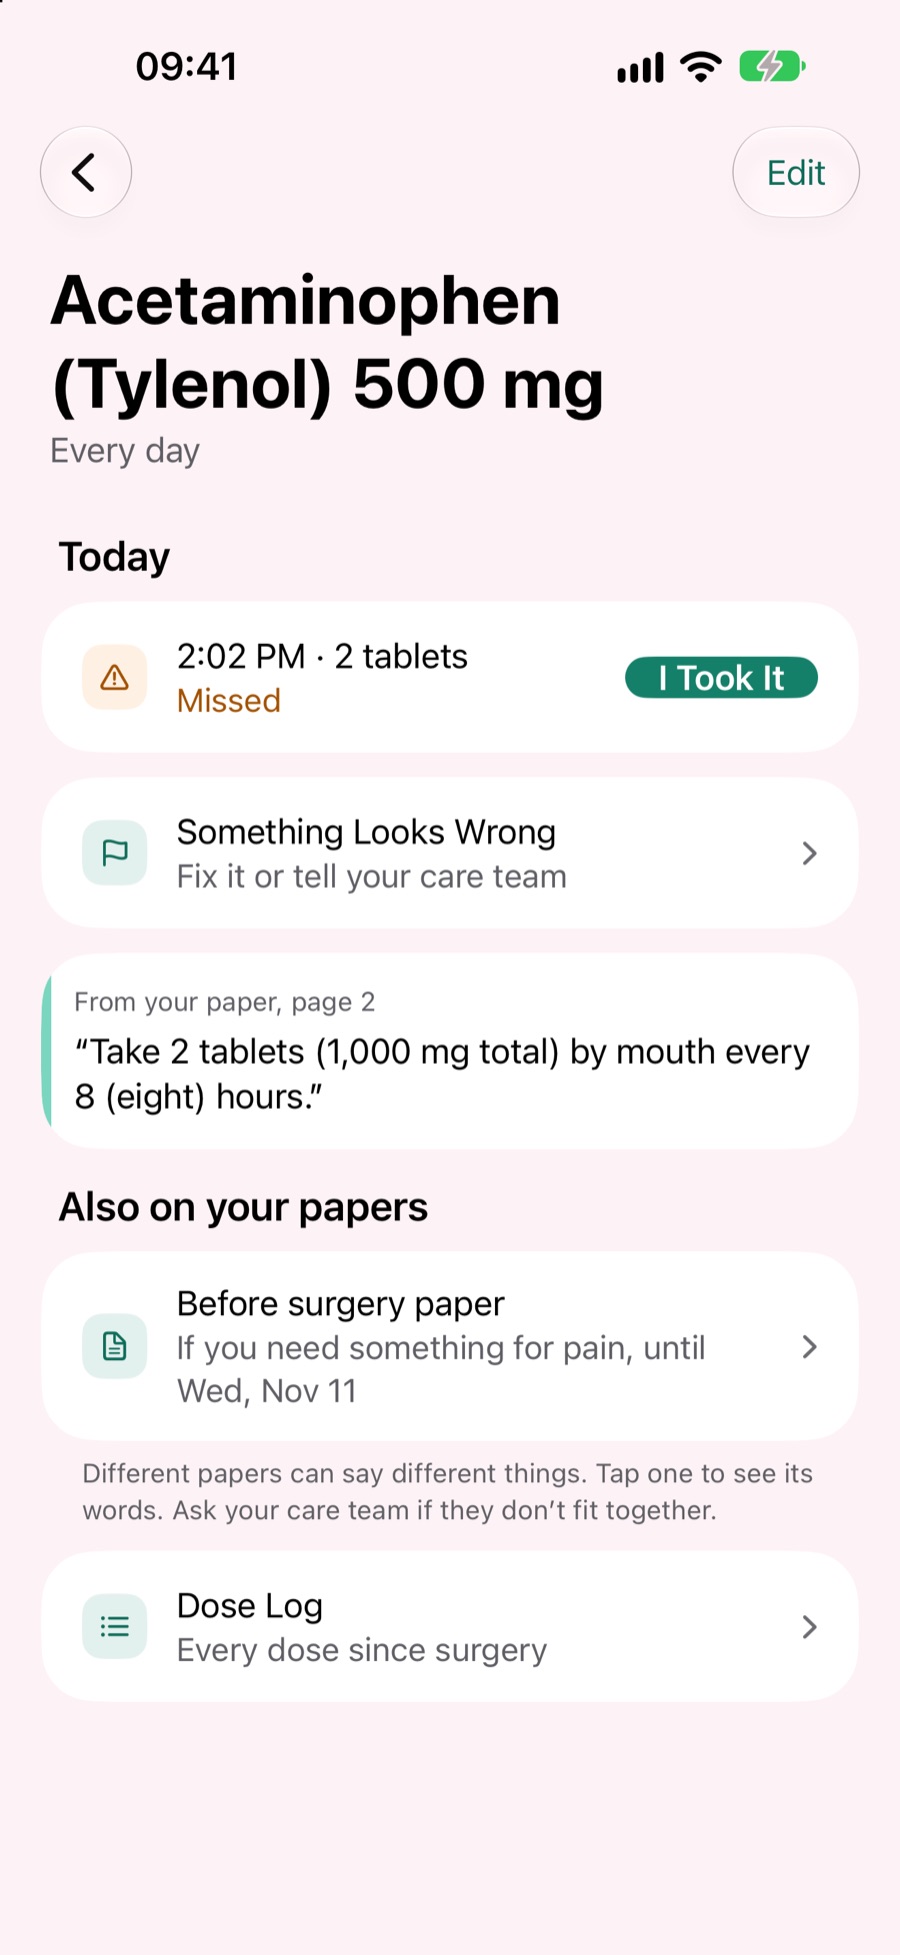 09:41
Edit
Acetaminophen
(Tylenol) 500 mg
Every day
Today
2:02 PM · 2 tablets
Missed
I Took It
Something Looks Wrong
Fix it or tell your care team
From your paper, page 2
“Take 2 tablets (1,000 mg total) by mouth every
8 (eight) hours.”
Also on your papers
Before surgery paper
If you need something for pain, until
Wed, Nov 11
Different papers can say different things. Tap one to see its
words. Ask your care team if they don’t fit together.
Dose Log
Every dose since surgery